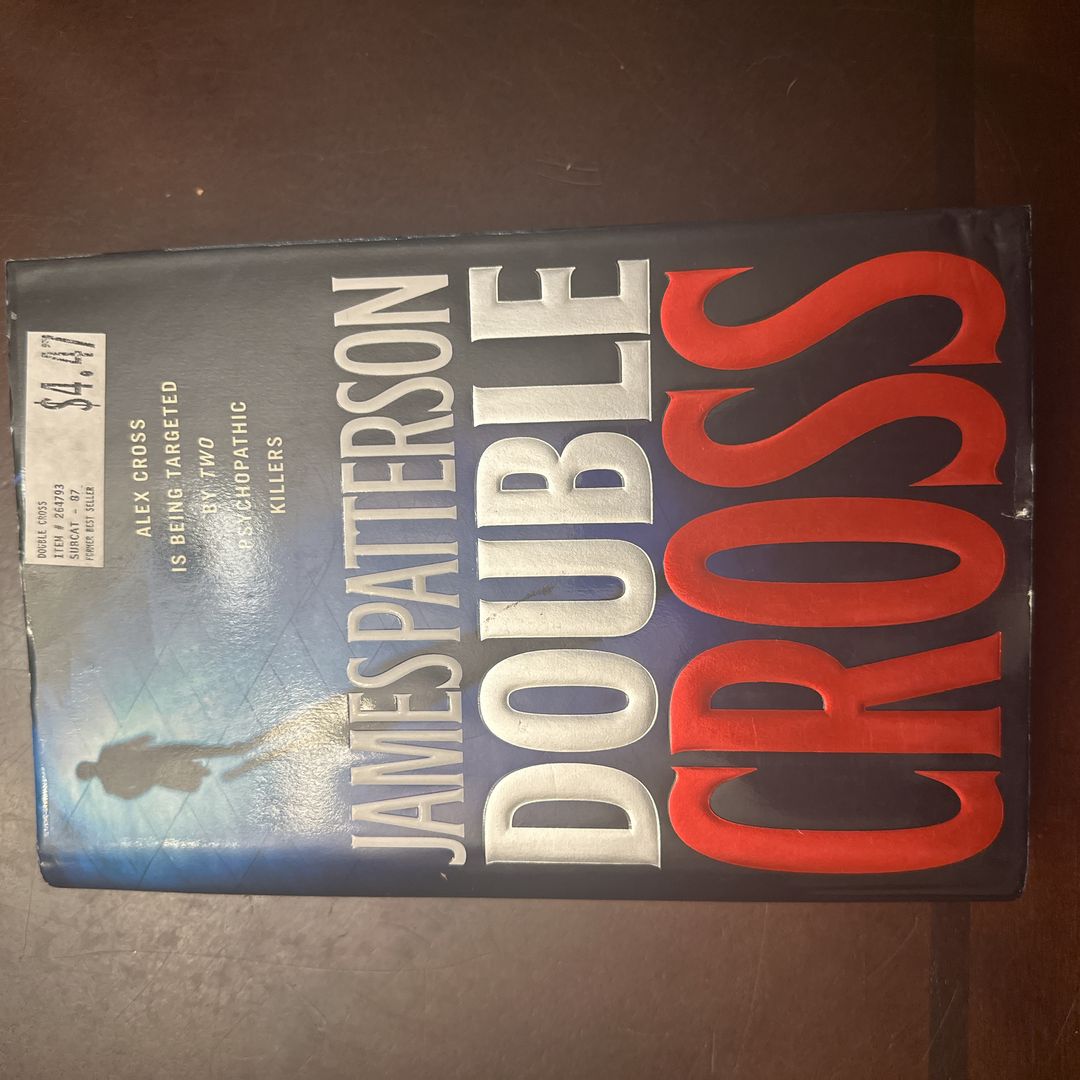 DOUBLE CROSS
ITEM # 264793
SUBCAT - 87
FORMER BEST SELLER
$4.47
ALEX CROSS
IS BEING TARGETED
BY TWO
PSYCHOPATHIC
KILLERS
JAMES PATTERSON
DOUBLE
CROSS